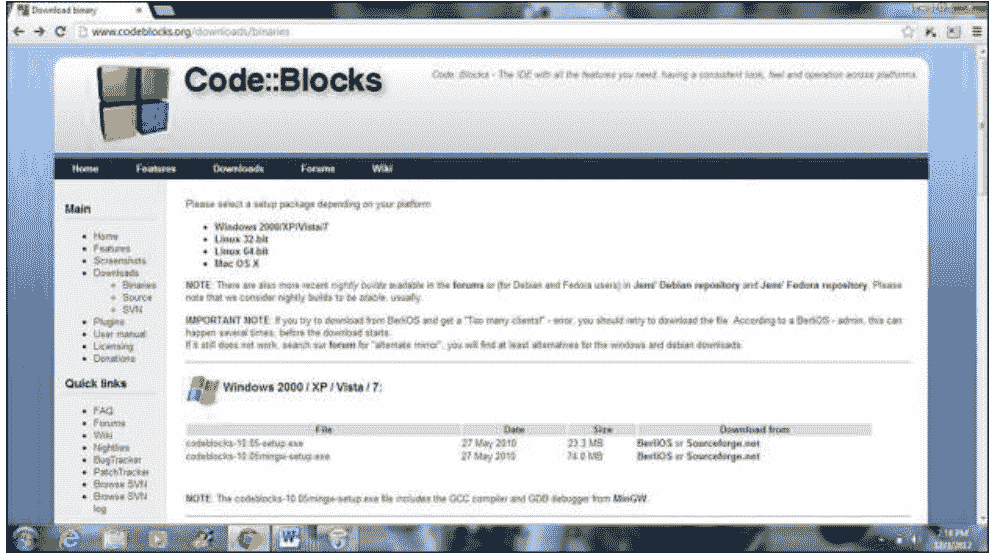 Download binary
www.codeblocks.org/downloads/binaries
Code::Blocks
Code::Blocks - The IDE with all the features you need, having a consistent look, feel and operation across platforms.
Home Features Downloads Forums Wiki
Main
Home
Features
Screenshots
Downloads
Binaries
Source
SVN
Plugins
User manual
Licensing
Donations
Quick links
FAQ
Forums
Wiki
Nightlies
BugTracker
PatchTracker
Browse SVN
Browse SVN
log
Please select a setup package depending on your platform:
Windows 2000/XP/Vista/7
Linux 32-bit
Linux 64-bit
Mac OS X
NOTE: There are also more recent nightly builds available in the forums or (for Debian and Fedora users) in Jens' Debian repository and Jens' Fedora repository. Please
note that we consider nightly builds to be stable, usually.
IMPORTANT NOTE: If you try to download from BerliOS and get a "Too many clients!" - error, you should retry to download the file. According to a BerliOS - admin, this can
happen several times, before the download starts.
If it still does not work, search our forum for "alternate mirror", you will find at least alternatives for the windows and debian downloads.
Windows 2000 / XP / Vista / 7:
File Date Size Download from
codeblocks-10.05-setup.exe 27 May 2010 23.3 MB BerliOS or Sourceforge.net
codeblocks-10.05mingw-setup.exe 27 May 2010 74.0 MB BerliOS or Sourceforge.net
NOTE: The codeblocks-10.05mingw-setup.exe file includes the GCC compiler and GDB debugger from MinGW.